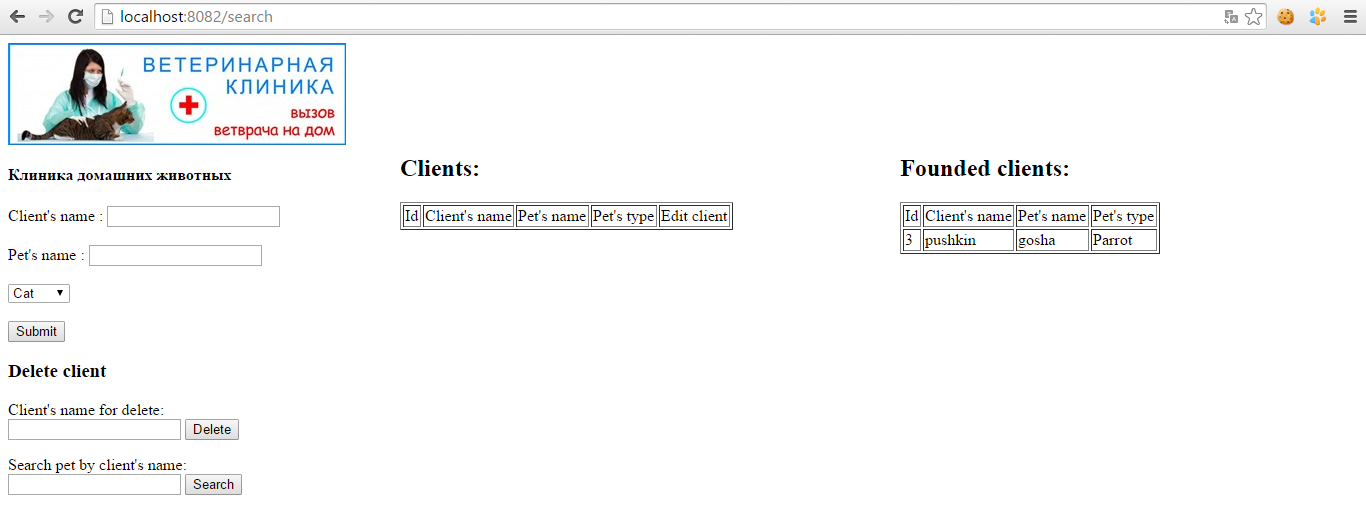 localhost:8082/search
ВЕТЕРИНАРНАЯ
КЛИНИКА
вызов
ветврача на дом
Клиника домашних животных
Client's name :
Pet's name :
Cat
Submit
Delete client
Client's name for delete:
Delete
Search pet by client's name:
Search
Clients:
Id Client's name Pet's name Pet's type Edit client
Founded clients:
Id Client's name Pet's name Pet's type
3 pushkin gosha Parrot